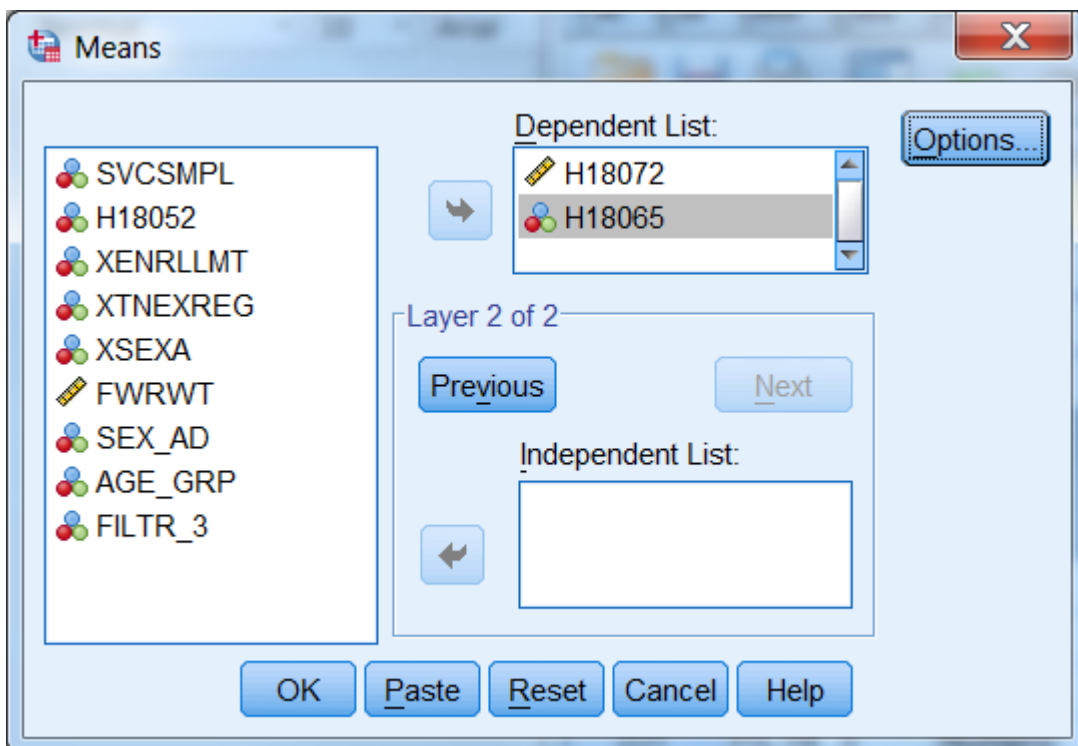 Means
Dependent List:
Options...
SVCSMPL
H18052
XENRLLMT
XTNEXREG
XSEXA
FWRWT
SEX_AD
AGE_GRP
FILTR_3
H18072
H18065
Layer 2 of 2
Previous
Next
Independent List:
OK
Paste
Reset
Cancel
Help